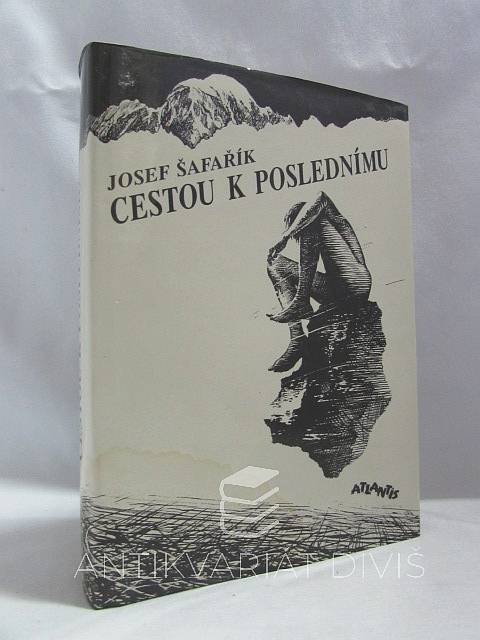 JOSEF ŠAFAŘÍK
CESTOU K POSLEDNÍMU
ATLANTIS
ANTIKVARIÁT DIVIŠ